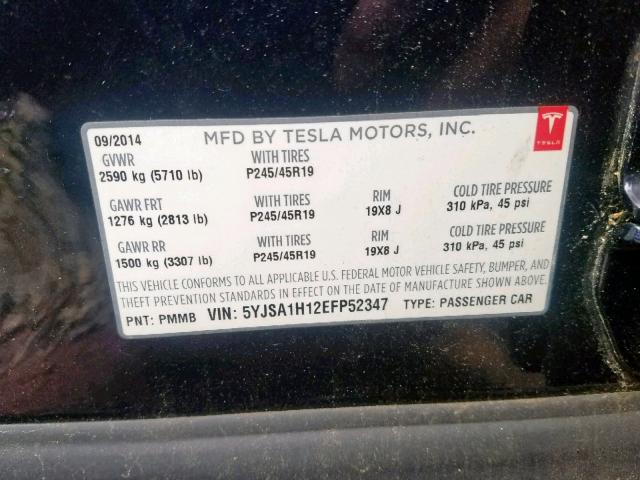 09/2014 MFD BY TESLA MOTORS, INC. TESLA
GVWR WITH TIRES
2590 kg (5710 lb) P245/45R19
GAWR FRT WITH TIRES RIM COLD TIRE PRESSURE
1276 kg (2813 lb) P245/45R19 19X8 J 310 kPa, 45 psi
GAWR RR WITH TIRES RIM COLD TIRE PRESSURE
1500 kg (3307 lb) P245/45R19 19X8 J 310 kPa, 45 psi
THIS VEHICLE CONFORMS TO ALL APPLICABLE U.S. FEDERAL MOTOR VEHICLE SAFETY, BUMPER, AND
THEFT PREVENTION STANDARDS IN EFFECT ON THE DATE OF MANUFACTURE SHOWN ABOVE.
PNT: PMMB VIN: 5YJSA1H12EFP52347 TYPE: PASSENGER CAR